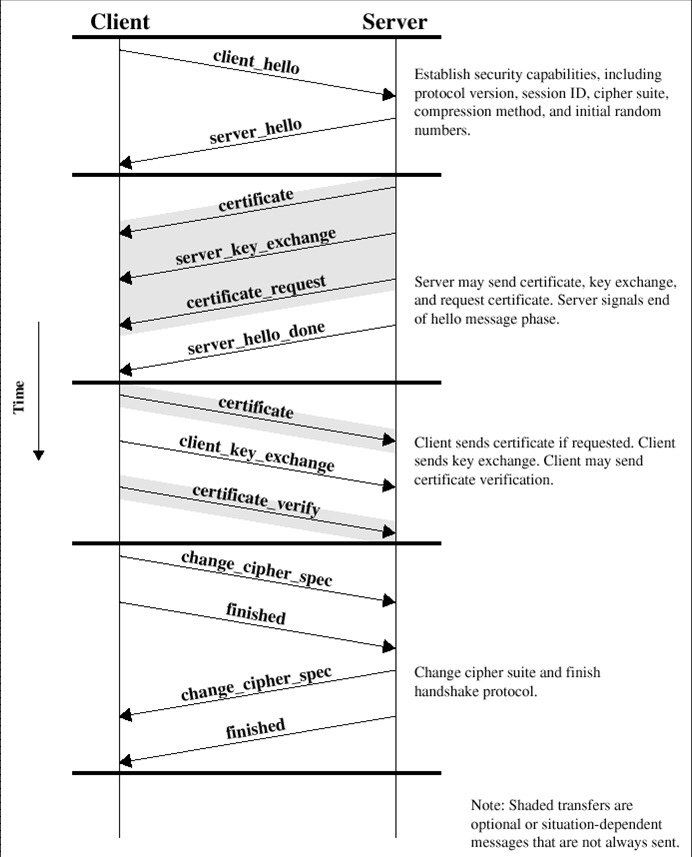 Client Server
client_hello
Establish security capabilities, including
protocol version, session ID, cipher suite,
compression method, and initial random
numbers.
server_hello
certificate
server_key_exchange
certificate_request
Server may send certificate, key exchange,
and request certificate. Server signals end
of hello message phase.
server_hello_done
Time
certificate
client_key_exchange
certificate_verify
Client sends certificate if requested. Client
sends key exchange. Client may send
certificate verification.
change_cipher_spec
finished
change_cipher_spec
finished
Change cipher suite and finish
handshake protocol.
Note: Shaded transfers are
optional or situation-dependent
messages that are not always sent.